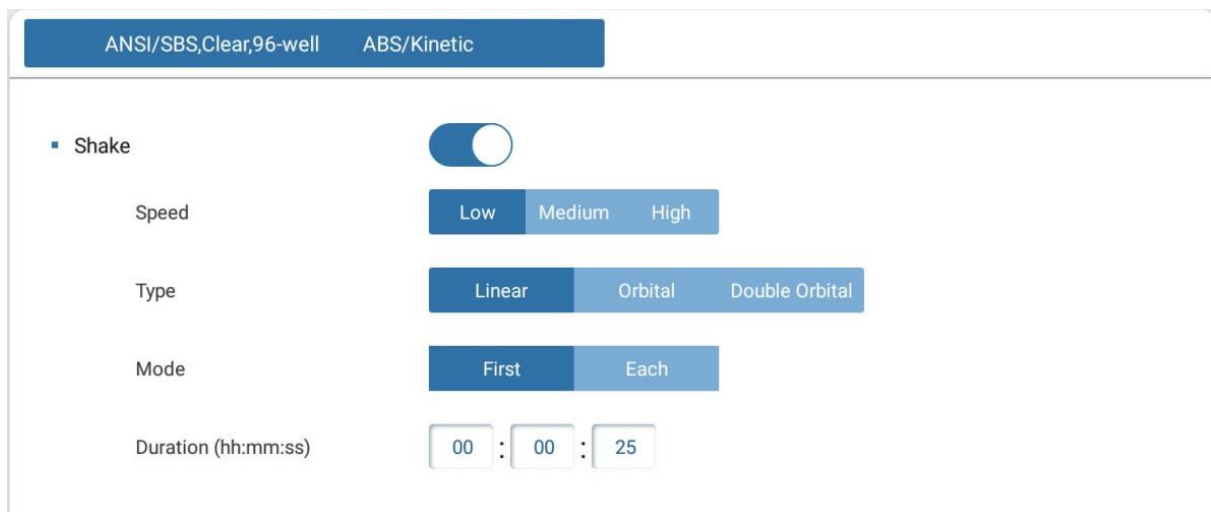 ANSI/SBS,Clear,96-well ABS/Kinetic
Shake
Speed Low Medium High
Type Linear Orbital Double Orbital
Mode First Each
Duration (hh:mm:ss) 00 : 00 : 25